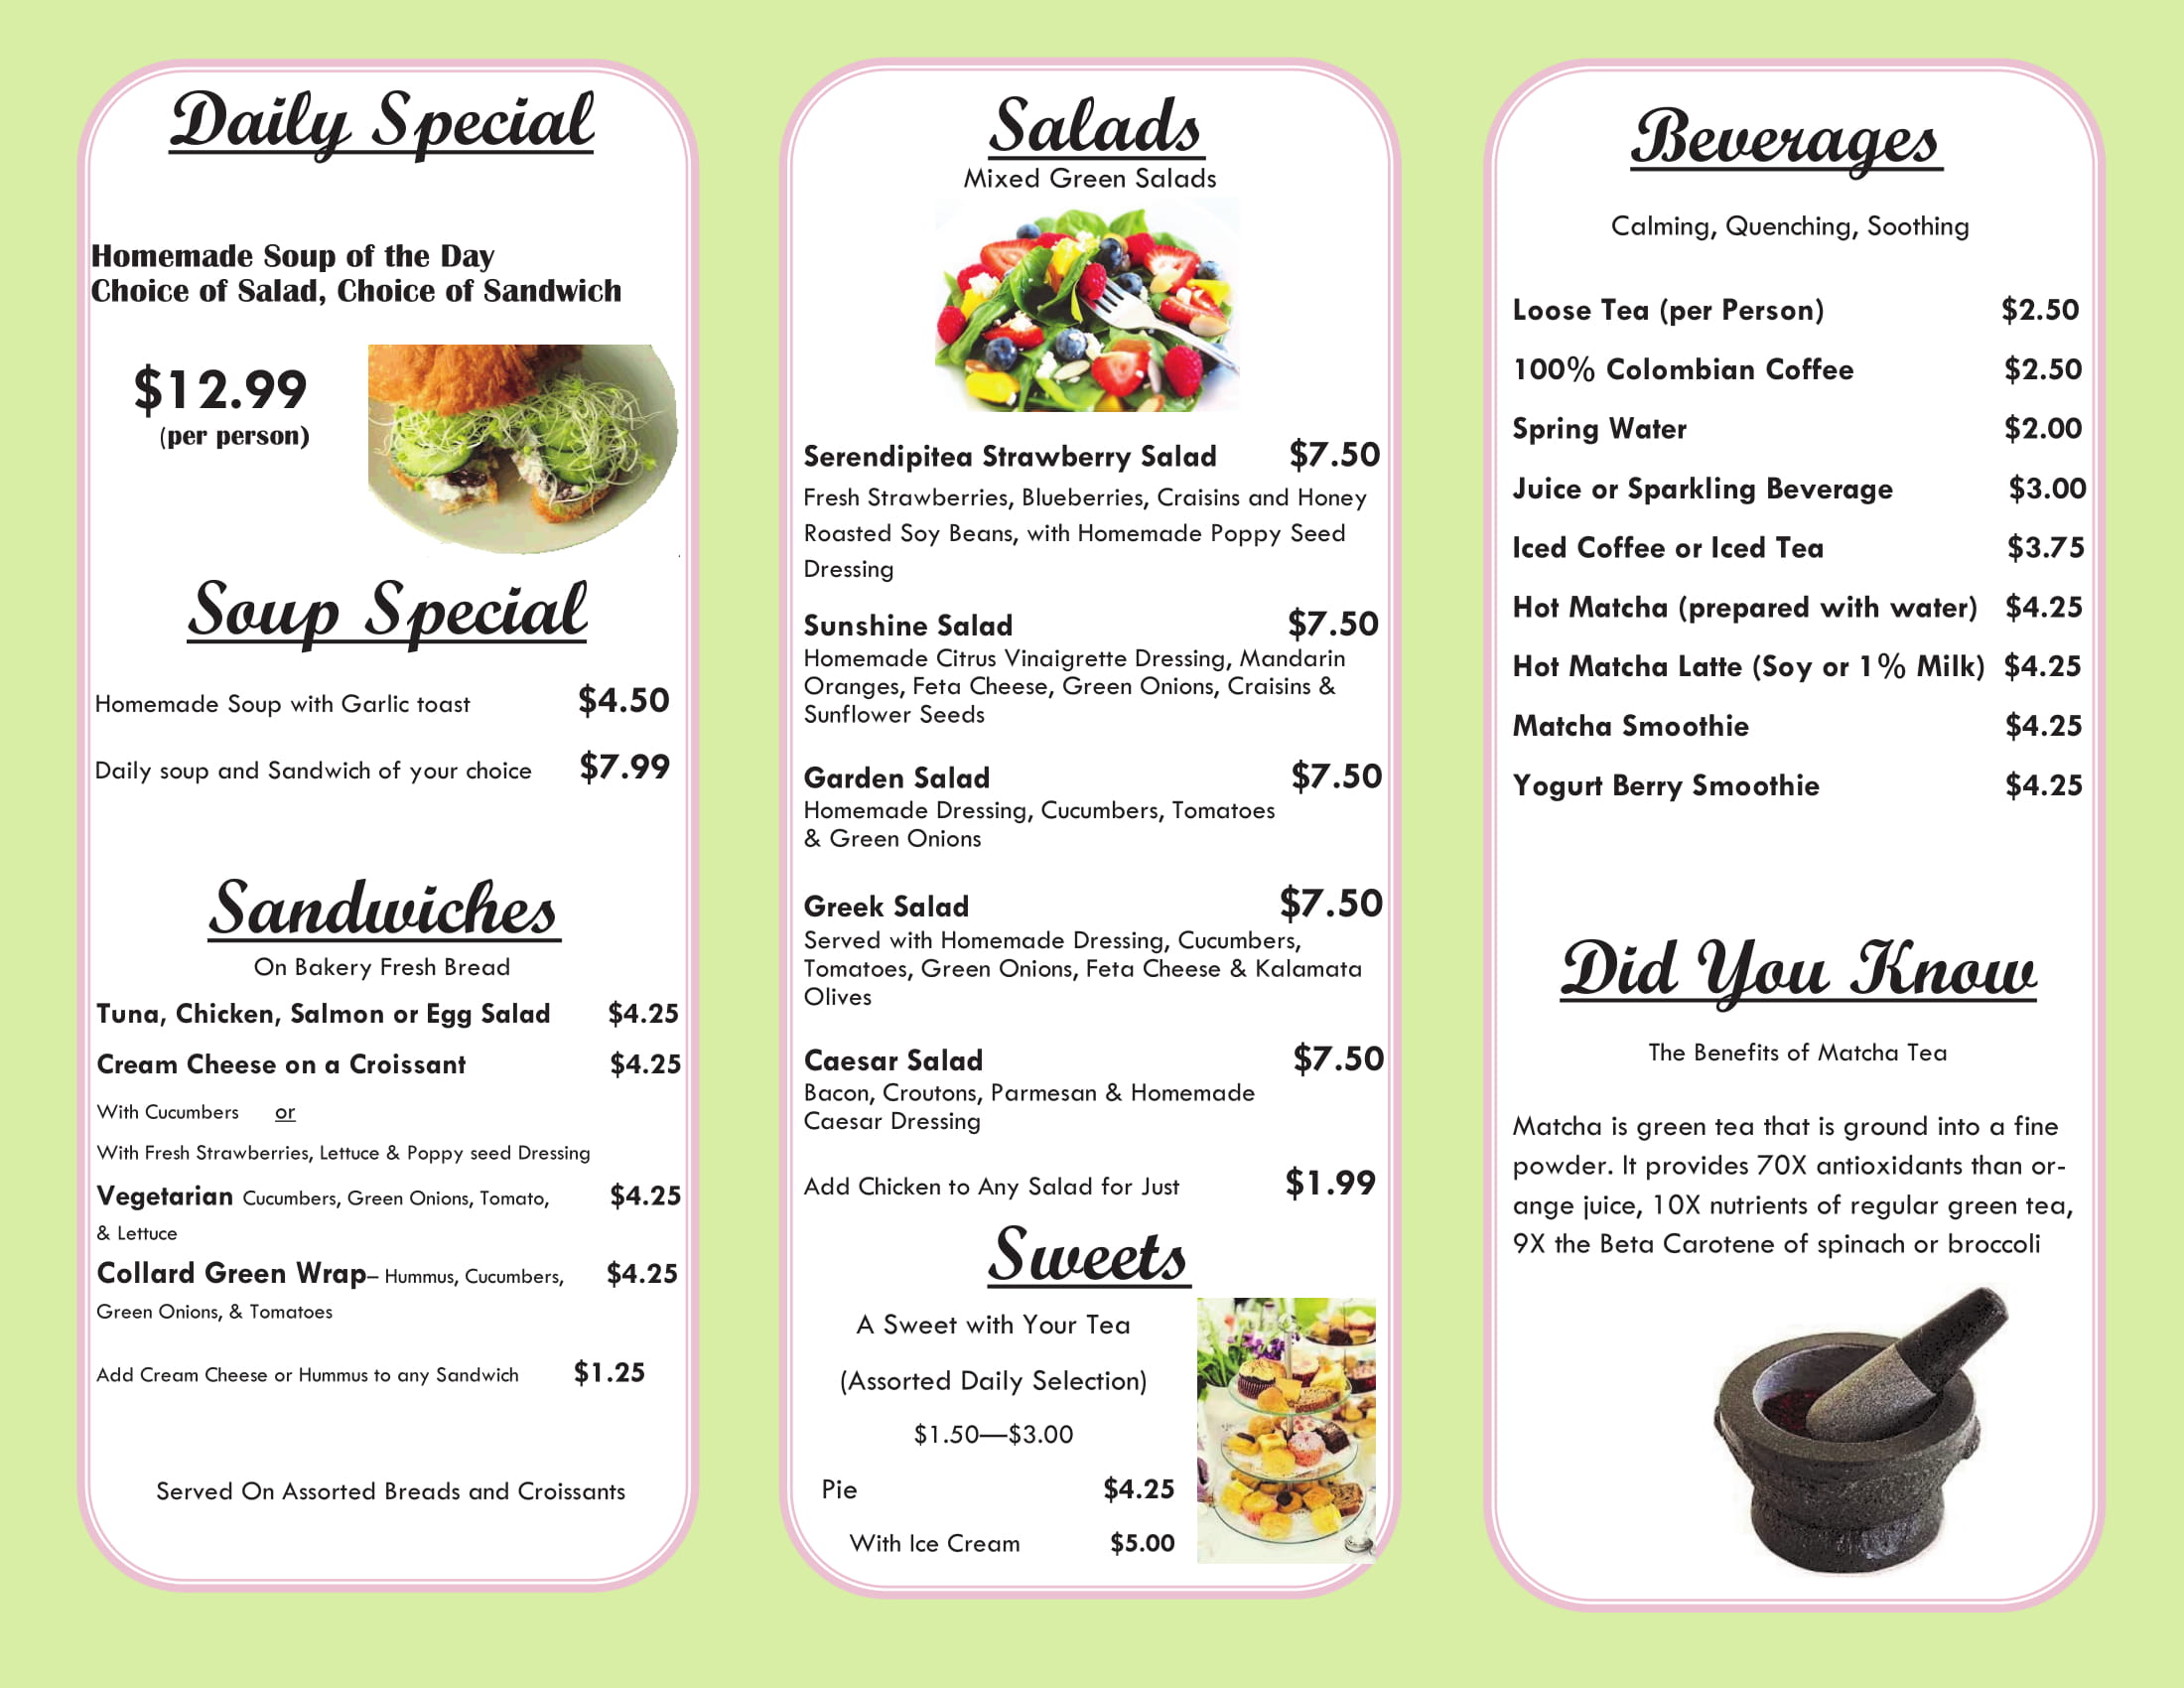 Daily Special
Homemade Soup of the Day
Choice of Salad, Choice of Sandwich
$12.99
(per person)
Soup Special
Homemade Soup with Garlic toast $4.50
Daily soup and Sandwich of your choice $7.99
Sandwiches
On Bakery Fresh Bread
Tuna, Chicken, Salmon or Egg Salad $4.25
Cream Cheese on a Croissant $4.25
With Cucumbers or
With Fresh Strawberries, Lettuce & Poppy seed Dressing
Vegetarian Cucumbers, Green Onions, Tomato, $4.25
& Lettuce
Collard Green Wrap– Hummus, Cucumbers, $4.25
Green Onions, & Tomatoes
Add Cream Cheese or Hummus to any Sandwich $1.25
Served On Assorted Breads and Croissants
Salads
Mixed Green Salads
Serendipitea Strawberry Salad $7.50
Fresh Strawberries, Blueberries, Craisins and Honey
Roasted Soy Beans, with Homemade Poppy Seed
Dressing
Sunshine Salad $7.50
Homemade Citrus Vinaigrette Dressing, Mandarin
Oranges, Feta Cheese, Green Onions, Craisins &
Sunflower Seeds
Garden Salad $7.50
Homemade Dressing, Cucumbers, Tomatoes
& Green Onions
Greek Salad $7.50
Served with Homemade Dressing, Cucumbers,
Tomatoes, Green Onions, Feta Cheese & Kalamata
Olives
Caesar Salad $7.50
Bacon, Croutons, Parmesan & Homemade
Caesar Dressing
Add Chicken to Any Salad for Just $1.99
Sweets
A Sweet with Your Tea
(Assorted Daily Selection)
$1.50—$3.00
Pie $4.25
With Ice Cream $5.00
Beverages
Calming, Quenching, Soothing
Loose Tea (per Person) $2.50
100% Colombian Coffee $2.50
Spring Water $2.00
Juice or Sparkling Beverage $3.00
Iced Coffee or Iced Tea $3.75
Hot Matcha (prepared with water) $4.25
Hot Matcha Latte (Soy or 1% Milk) $4.25
Matcha Smoothie $4.25
Yogurt Berry Smoothie $4.25
Did You Know
The Benefits of Matcha Tea
Matcha is green tea that is ground into a fine
powder. It provides 70X antioxidants than or-
ange juice, 10X nutrients of regular green tea,
9X the Beta Carotene of spinach or broccoli